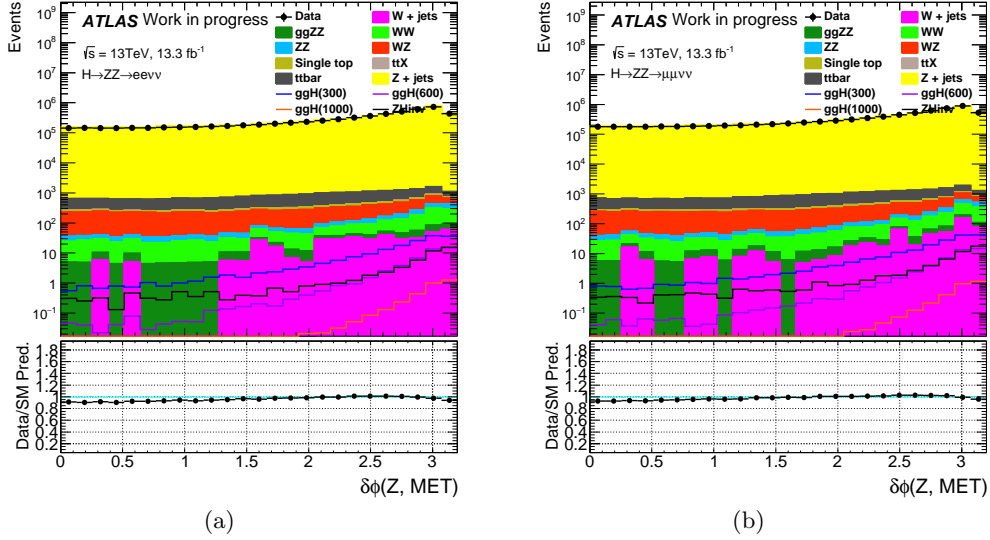 Events
ATLAS Work in progress
√s = 13TeV, 13.3 fb⁻¹
H→ZZ→eeνν
Data
ggZZ
ZZ
Single top
ttbar
ggH(300)
ggH(1000)
W + jets
WW
WZ
ttX
Z + jets
ggH(600)
ZHinv
10⁹
10⁸
10⁷
10⁶
10⁵
10⁴
10³
10²
10
1
10⁻¹
Data/SM Pred.
1.8
1.6
1.4
1.2
1
0.8
0.6
0.4
0.2
0 0.5 1 1.5 2 2.5 3
δϕ(Z, MET)
(a)
Events
ATLAS Work in progress
√s = 13TeV, 13.3 fb⁻¹
H→ZZ→μμνν
Data
ggZZ
ZZ
Single top
ttbar
ggH(300)
ggH(1000)
W + jets
WW
WZ
ttX
Z + jets
ggH(600)
ZHinv
10⁹
10⁸
10⁷
10⁶
10⁵
10⁴
10³
10²
10
1
10⁻¹
Data/SM Pred.
1.8
1.6
1.4
1.2
1
0.8
0.6
0.4
0.2
0 0.5 1 1.5 2 2.5 3
δϕ(Z, MET)
(b)